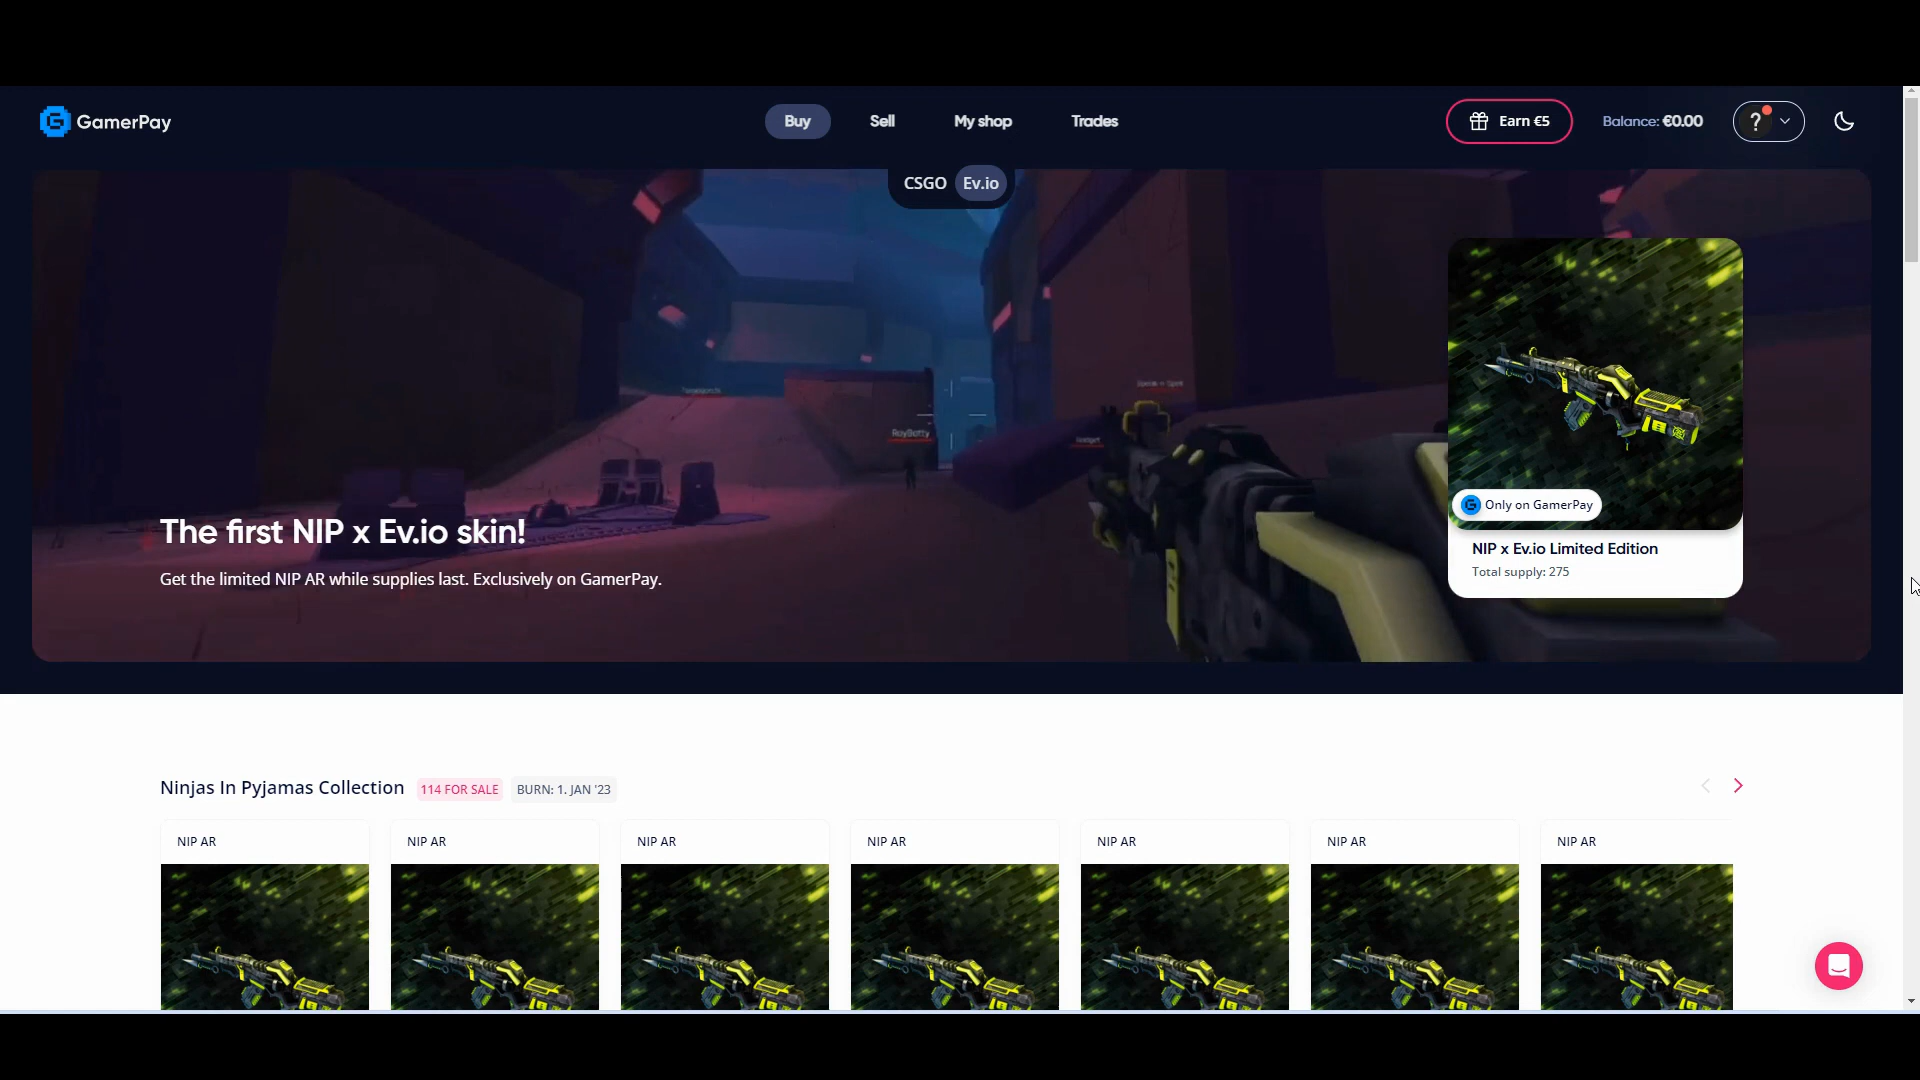 GamerPay
Buy
Sell
My shop
Trades
Earn €5
Balance: €0.00
?
CSGO
Ev.io
RoyBatty
The first NIP x Ev.io skin!
Get the limited NIP AR while supplies last. Exclusively on GamerPay.
Only on GamerPay
NIP x Ev.io Limited Edition
Total supply: 275
Ninjas In Pyjamas Collection
114 FOR SALE
BURN: 1. JAN '23
NIP AR
NIP AR
NIP AR
NIP AR
NIP AR
NIP AR
NIP AR